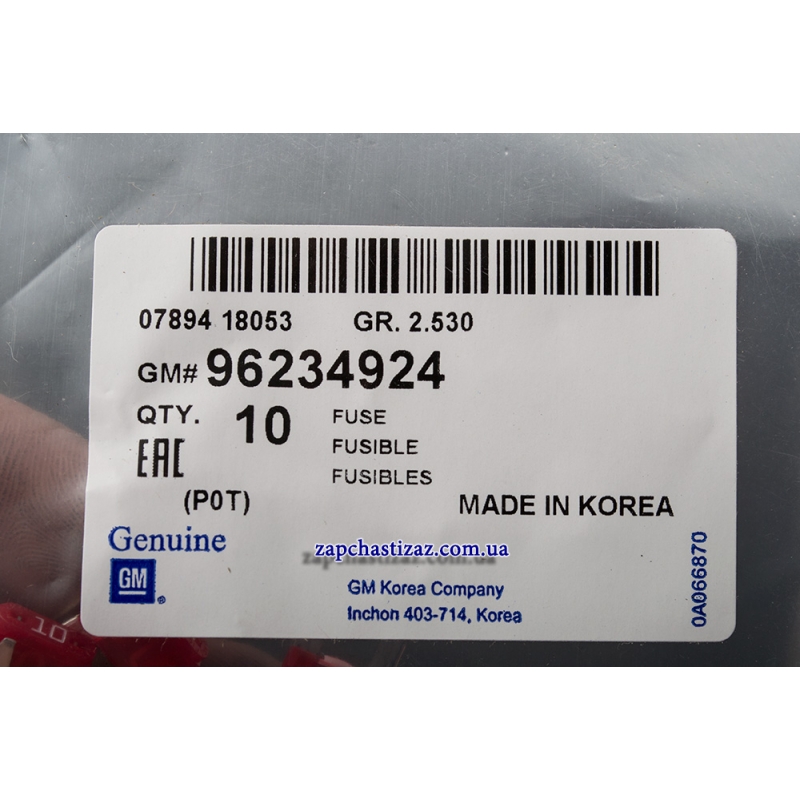 07894 18053 GR. 2.530
GM# 96234924
QTY. 10 FUSE
FUSIBLE
EAC FUSIBLES
(P0T) MADE IN KOREA
Genuine
zapchastizaz.com.ua
GM
GM Korea Company
Inchon 403-714, Korea
0A066870
10